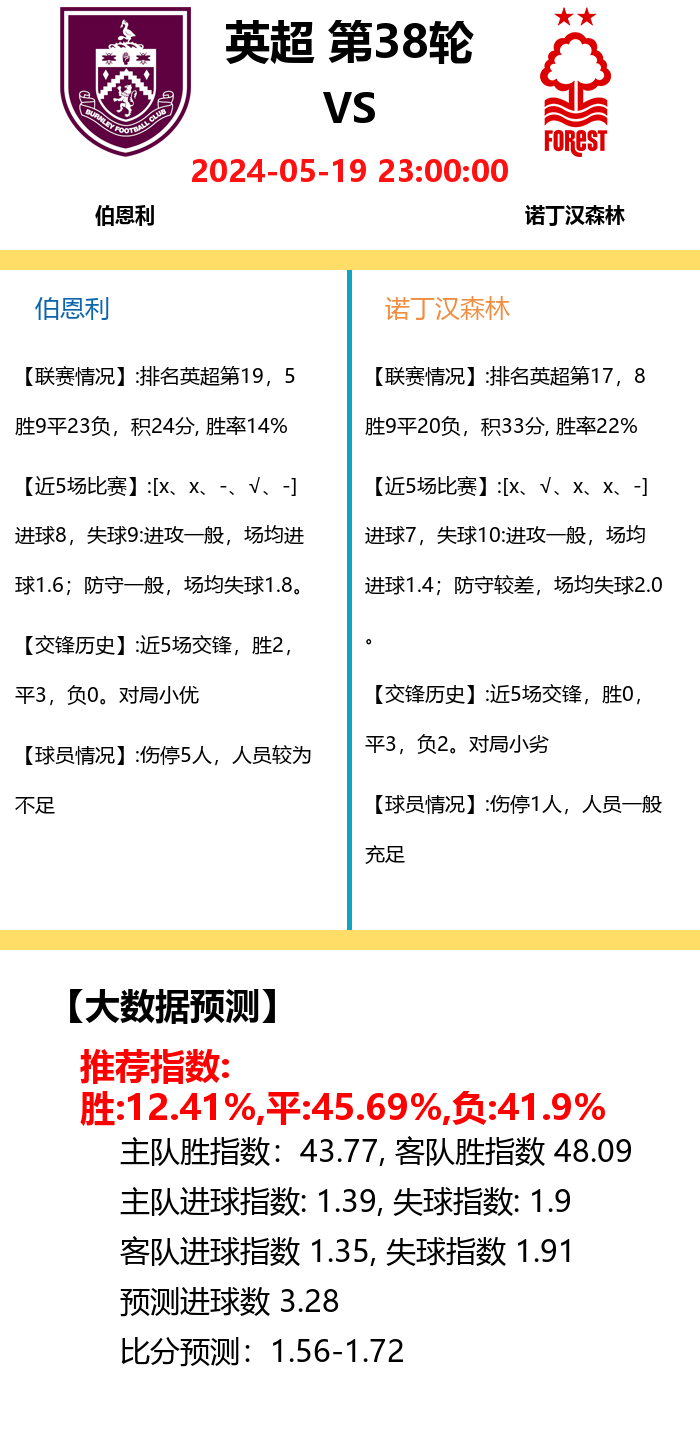 英超 第38轮
VS
2024-05-19 23:00:00
BURNLEY FOOTBALL CLUB
FOREST
伯恩利
诺丁汉森林
伯恩利
【联赛情况】:排名英超第19，5
胜9平23负，积24分, 胜率14%
【近5场比赛】:[x、x、-、√、-]
进球8，失球9:进攻一般，场均进
球1.6；防守一般，场均失球1.8。
【交锋历史】:近5场交锋，胜2，
平3，负0。对局小优
【球员情况】:伤停5人，人员较为
不足
诺丁汉森林
【联赛情况】:排名英超第17，8
胜9平20负，积33分, 胜率22%
【近5场比赛】:[x、√、x、x、-]
进球7，失球10:进攻一般，场均
进球1.4；防守较差，场均失球2.0
。
【交锋历史】:近5场交锋，胜0，
平3，负2。对局小劣
【球员情况】:伤停1人，人员一般
充足
【大数据预测】
推荐指数:
胜:12.41%,平:45.69%,负:41.9%
主队胜指数：43.77, 客队胜指数 48.09
主队进球指数: 1.39, 失球指数: 1.9
客队进球指数 1.35, 失球指数 1.91
预测进球数 3.28
比分预测：1.56-1.72